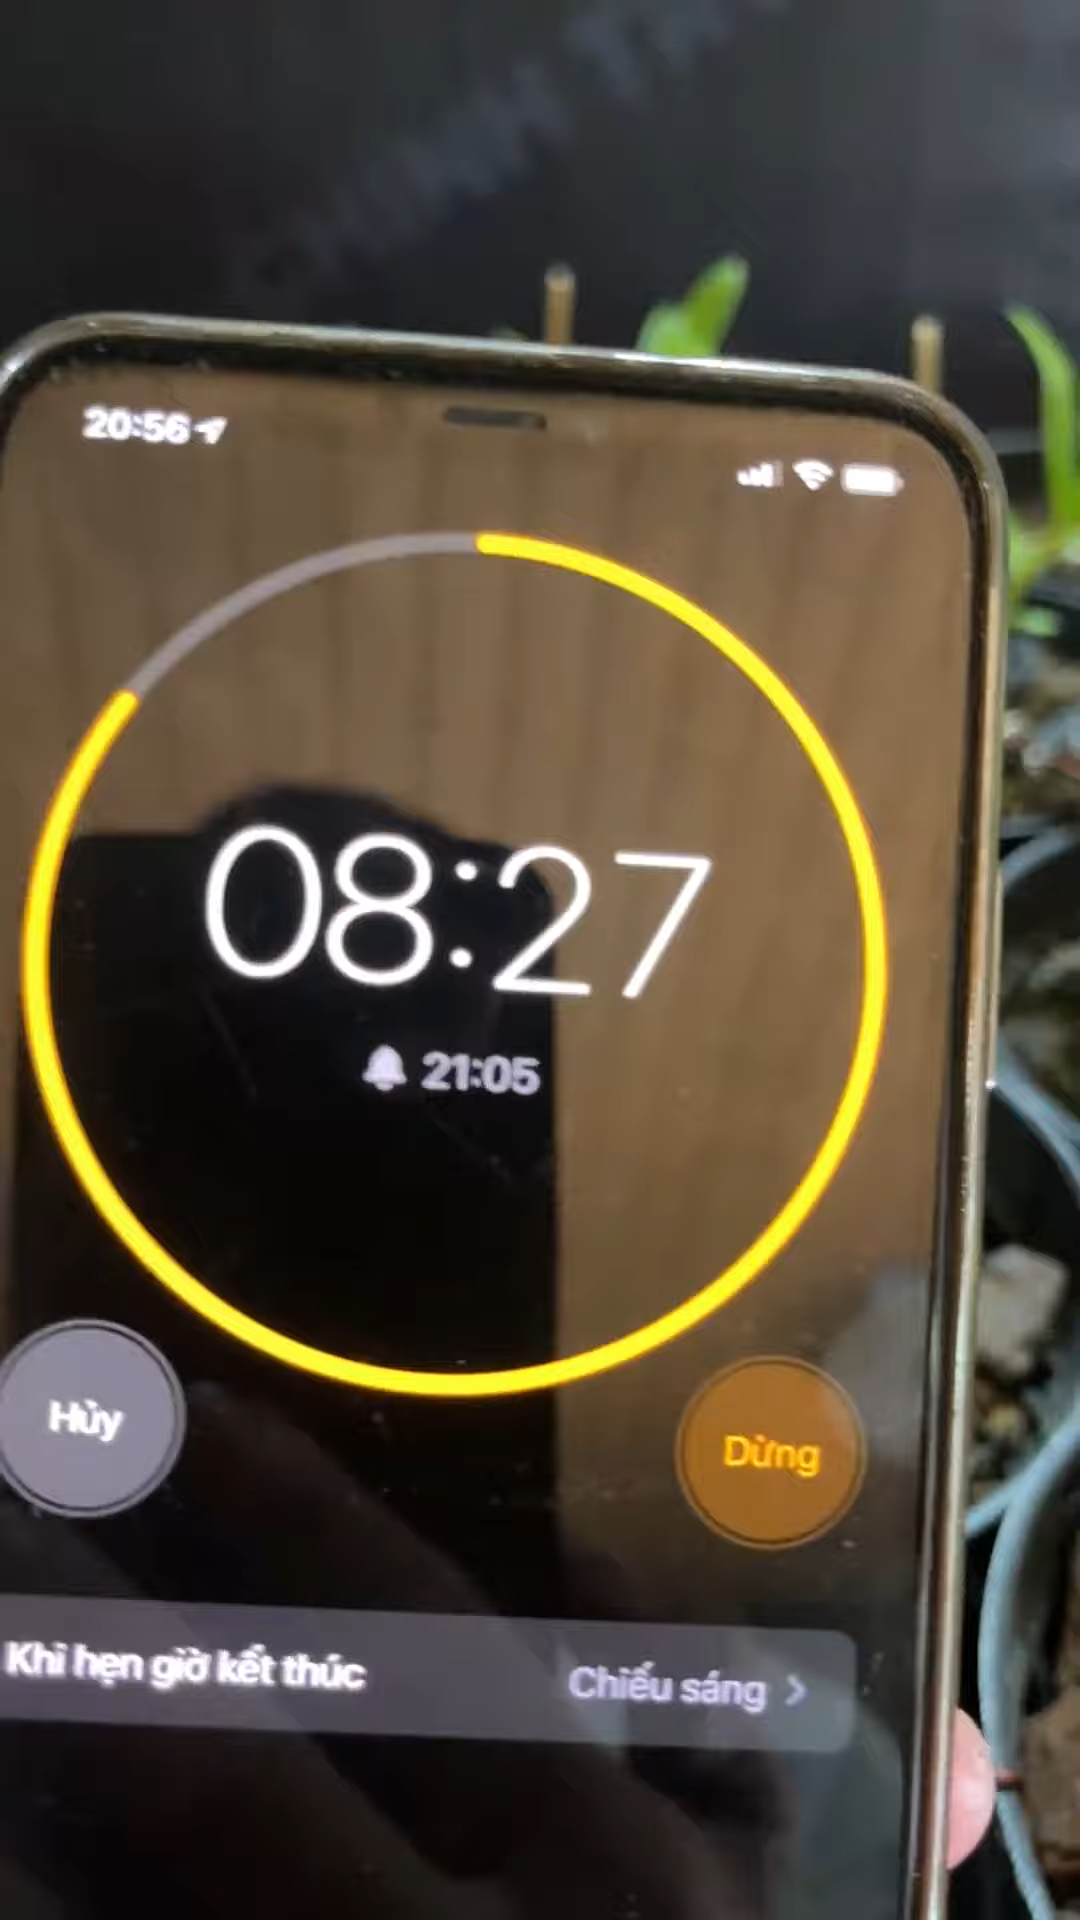 20:56
08:27
21:05
Hủy
Dừng
Khi hẹn giờ kết thúc
Chiếu sáng